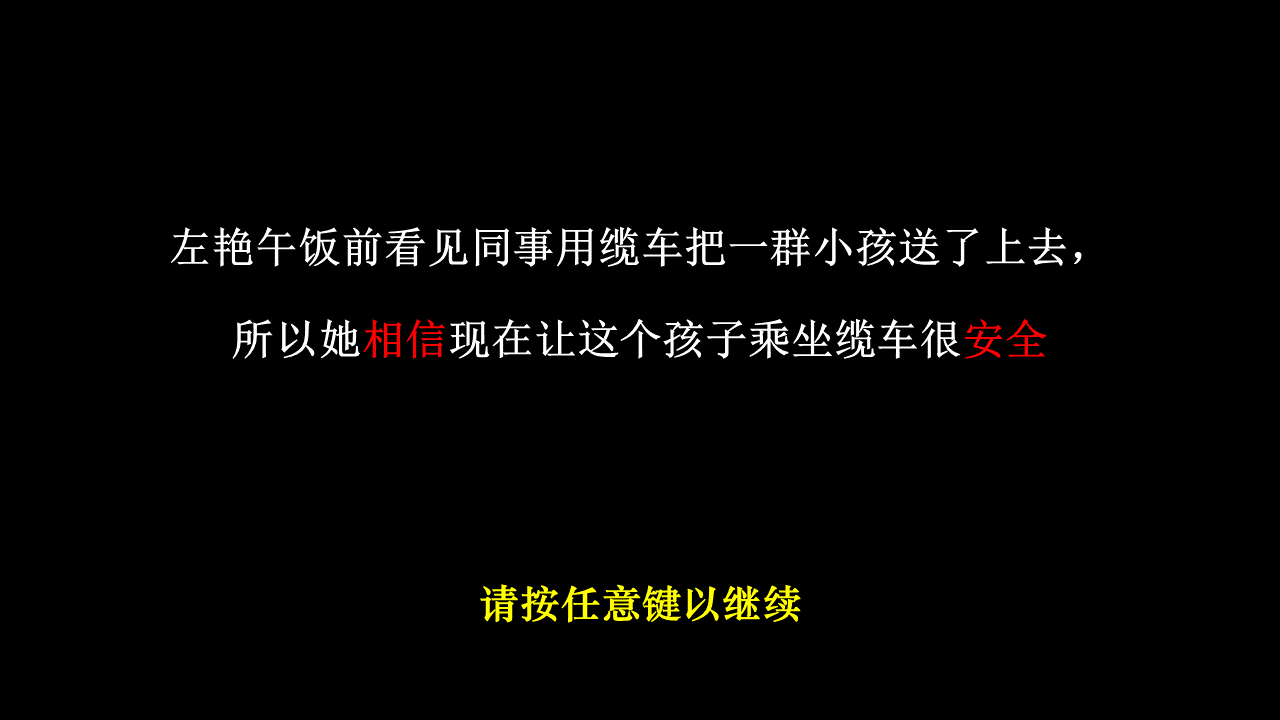 左艳午饭前看见同事用缆车把一群小孩送了上去，
所以她相信现在让这个孩子乘坐缆车很安全
请按任意键以继续